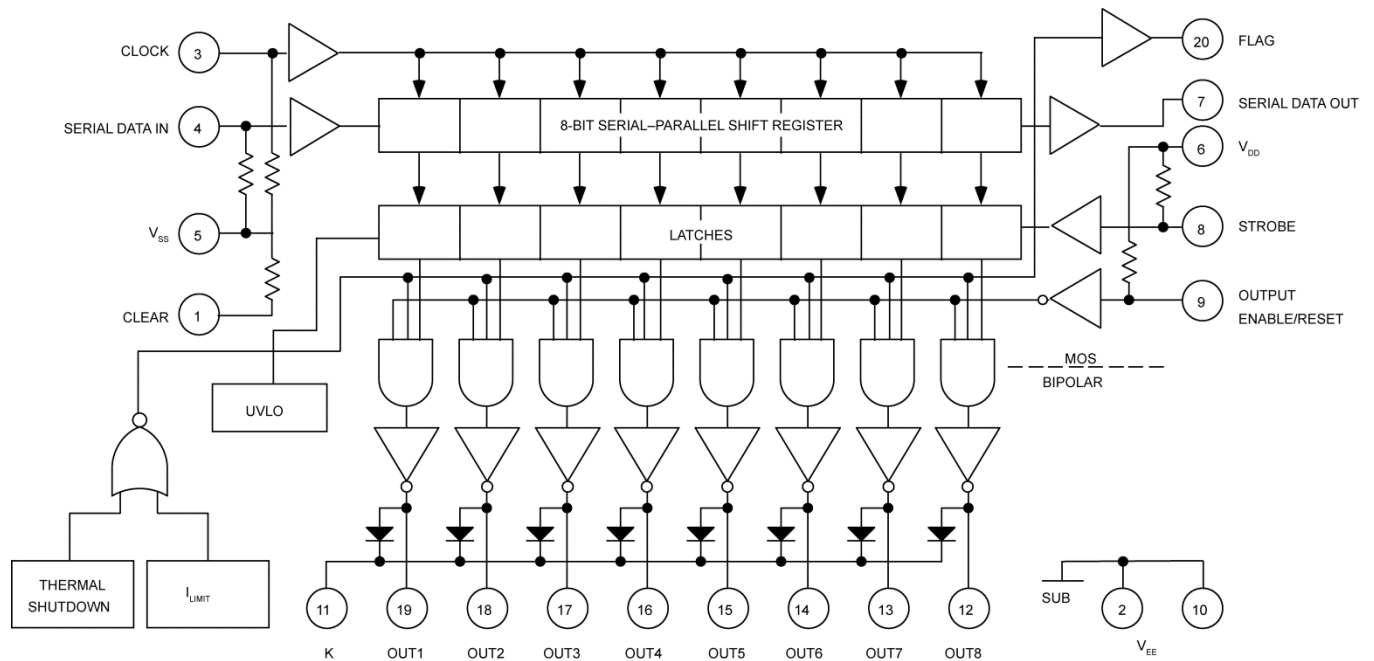 CLOCK 3
20 FLAG
7 SERIAL DATA OUT
SERIAL DATA IN 4
8-BIT SERIAL–PARALLEL SHIFT REGISTER
6 VDD
VSS 5
LATCHES
8 STROBE
CLEAR 1
9 OUTPUT
ENABLE/RESET
MOS
BIPOLAR
UVLO
THERMAL
SHUTDOWN
ILIMIT
11 19 18 17 16 15 14 13 12
K OUT1 OUT2 OUT3 OUT4 OUT5 OUT6 OUT7 OUT8
SUB
2 10
VEE